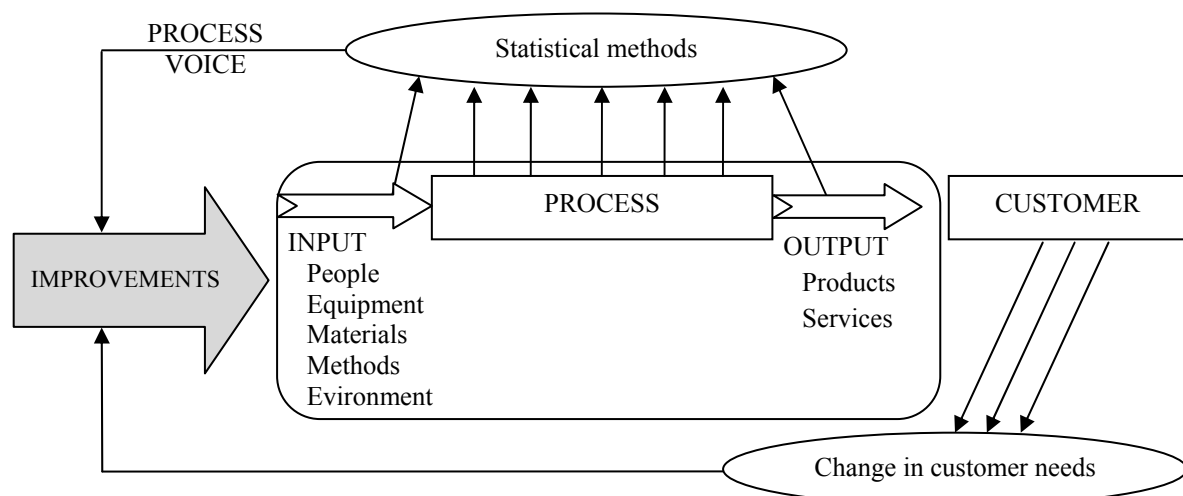 PROCESS
VOICE
Statistical methods
PROCESS
CUSTOMER
IMPROVEMENTS
INPUT
People
Equipment
Materials
Methods
Evironment
OUTPUT
Products
Services
Change in customer needs